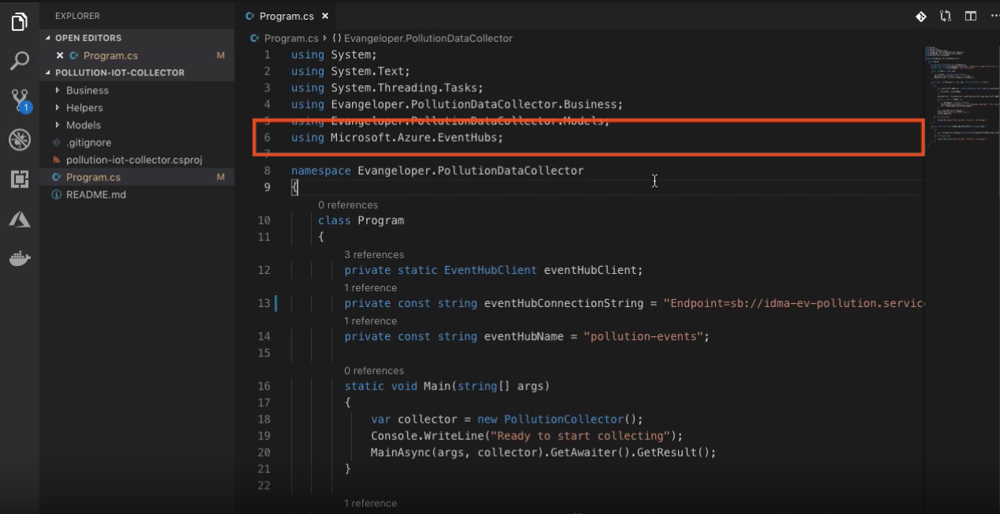 EXPLORER
OPEN EDITORS
Program.cs M
POLLUTION-IOT-COLLECTOR
Business
Helpers
Models
.gitignore
pollution-iot-collector.csproj
Program.cs M
README.md
1
Program.cs
Program.cs {} Evangeloper.PollutionDataCollector
1 using System;
2 using System.Text;
3 using System.Threading.Tasks;
4 using Evangeloper.PollutionDataCollector.Business;
5 using Evangeloper.PollutionDataCollector.Models;
6 using Microsoft.Azure.EventHubs;
7
8 namespace Evangeloper.PollutionDataCollector
9 {
0 references
10 class Program
11 {
3 references
12 private static EventHubClient eventHubClient;
1 reference
13 private const string eventHubConnectionString = "Endpoint=sb://idma-ev-pollution.servic
1 reference
14 private const string eventHubName = "pollution-events";
15
0 references
16 static void Main(string[] args)
17 {
18 var collector = new PollutionCollector();
19 Console.WriteLine("Ready to start collecting");
20 MainAsync(args, collector).GetAwaiter().GetResult();
21 }
22
1 reference